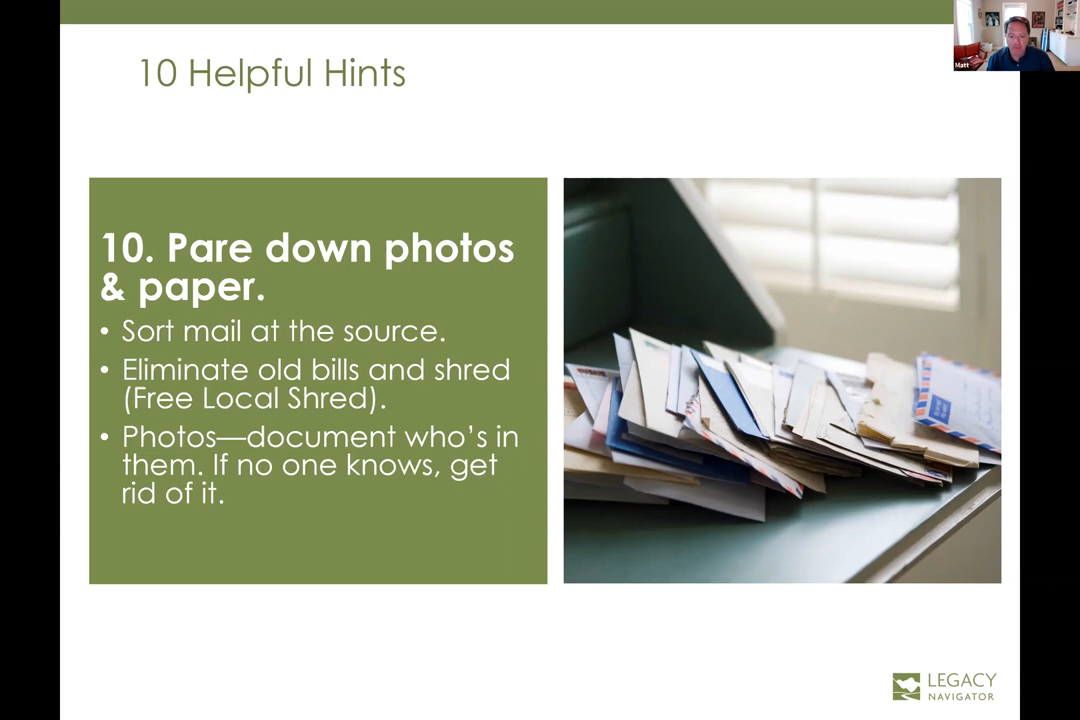 10 Helpful Hints
Matt
10. Pare down photos
& paper.
• Sort mail at the source.
• Eliminate old bills and shred
(Free Local Shred).
• Photos—document who’s in
them. If no one knows, get
rid of it.
LEGACY
NAVIGATOR